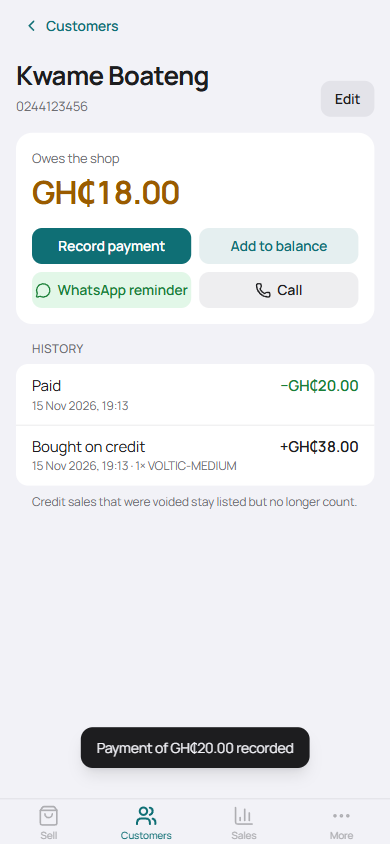 Customers
Kwame Boateng
0244123456
Edit
Owes the shop
GH₵18.00
Record payment
Add to balance
WhatsApp reminder
Call
HISTORY
Paid
−GH₵20.00
15 Nov 2026, 19:13
Bought on credit
+GH₵38.00
15 Nov 2026, 19:13 · 1× VOLTIC-MEDIUM
Credit sales that were voided stay listed but no longer count.
Payment of GH₵20.00 recorded
Sell
Customers
Sales
More